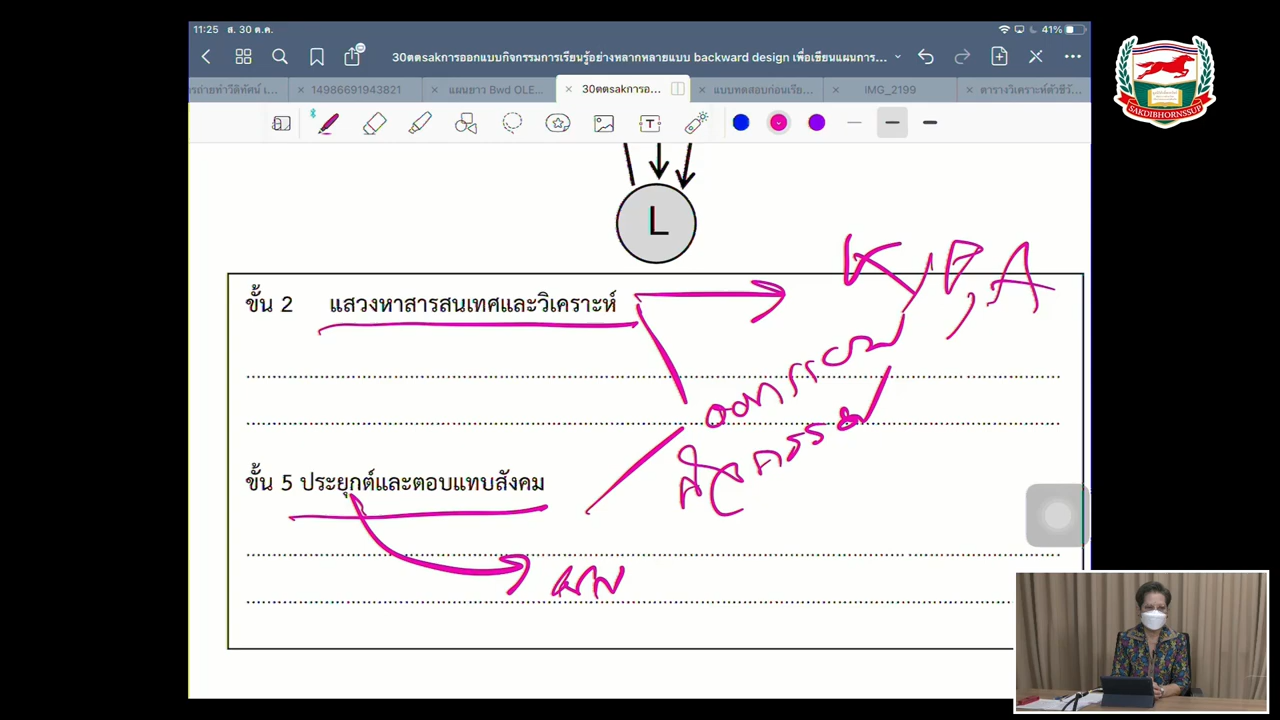 11:25 ส. 30 ต.ค.
41%
30ตตsakการออกแบบกิจกรรมการเรียนรู้อย่างหลากหลายแบบ backward design เพื่อเขียนแผนการ...
14986691943821
แผนยาว Bwd OLE...
30ตตsakการออ...
แบบทดสอบก่อนเรีย...
IMG_2199
ตารางวิเคราะห์ตัวชี้วั...
T
L
K, P, A
ขั้น 2 แสวงหาสารสนเทศและวิเคราะห์
ขั้น 5 ประยุกต์และตอบแทบสังคม
SAKDIBHORNSSUP